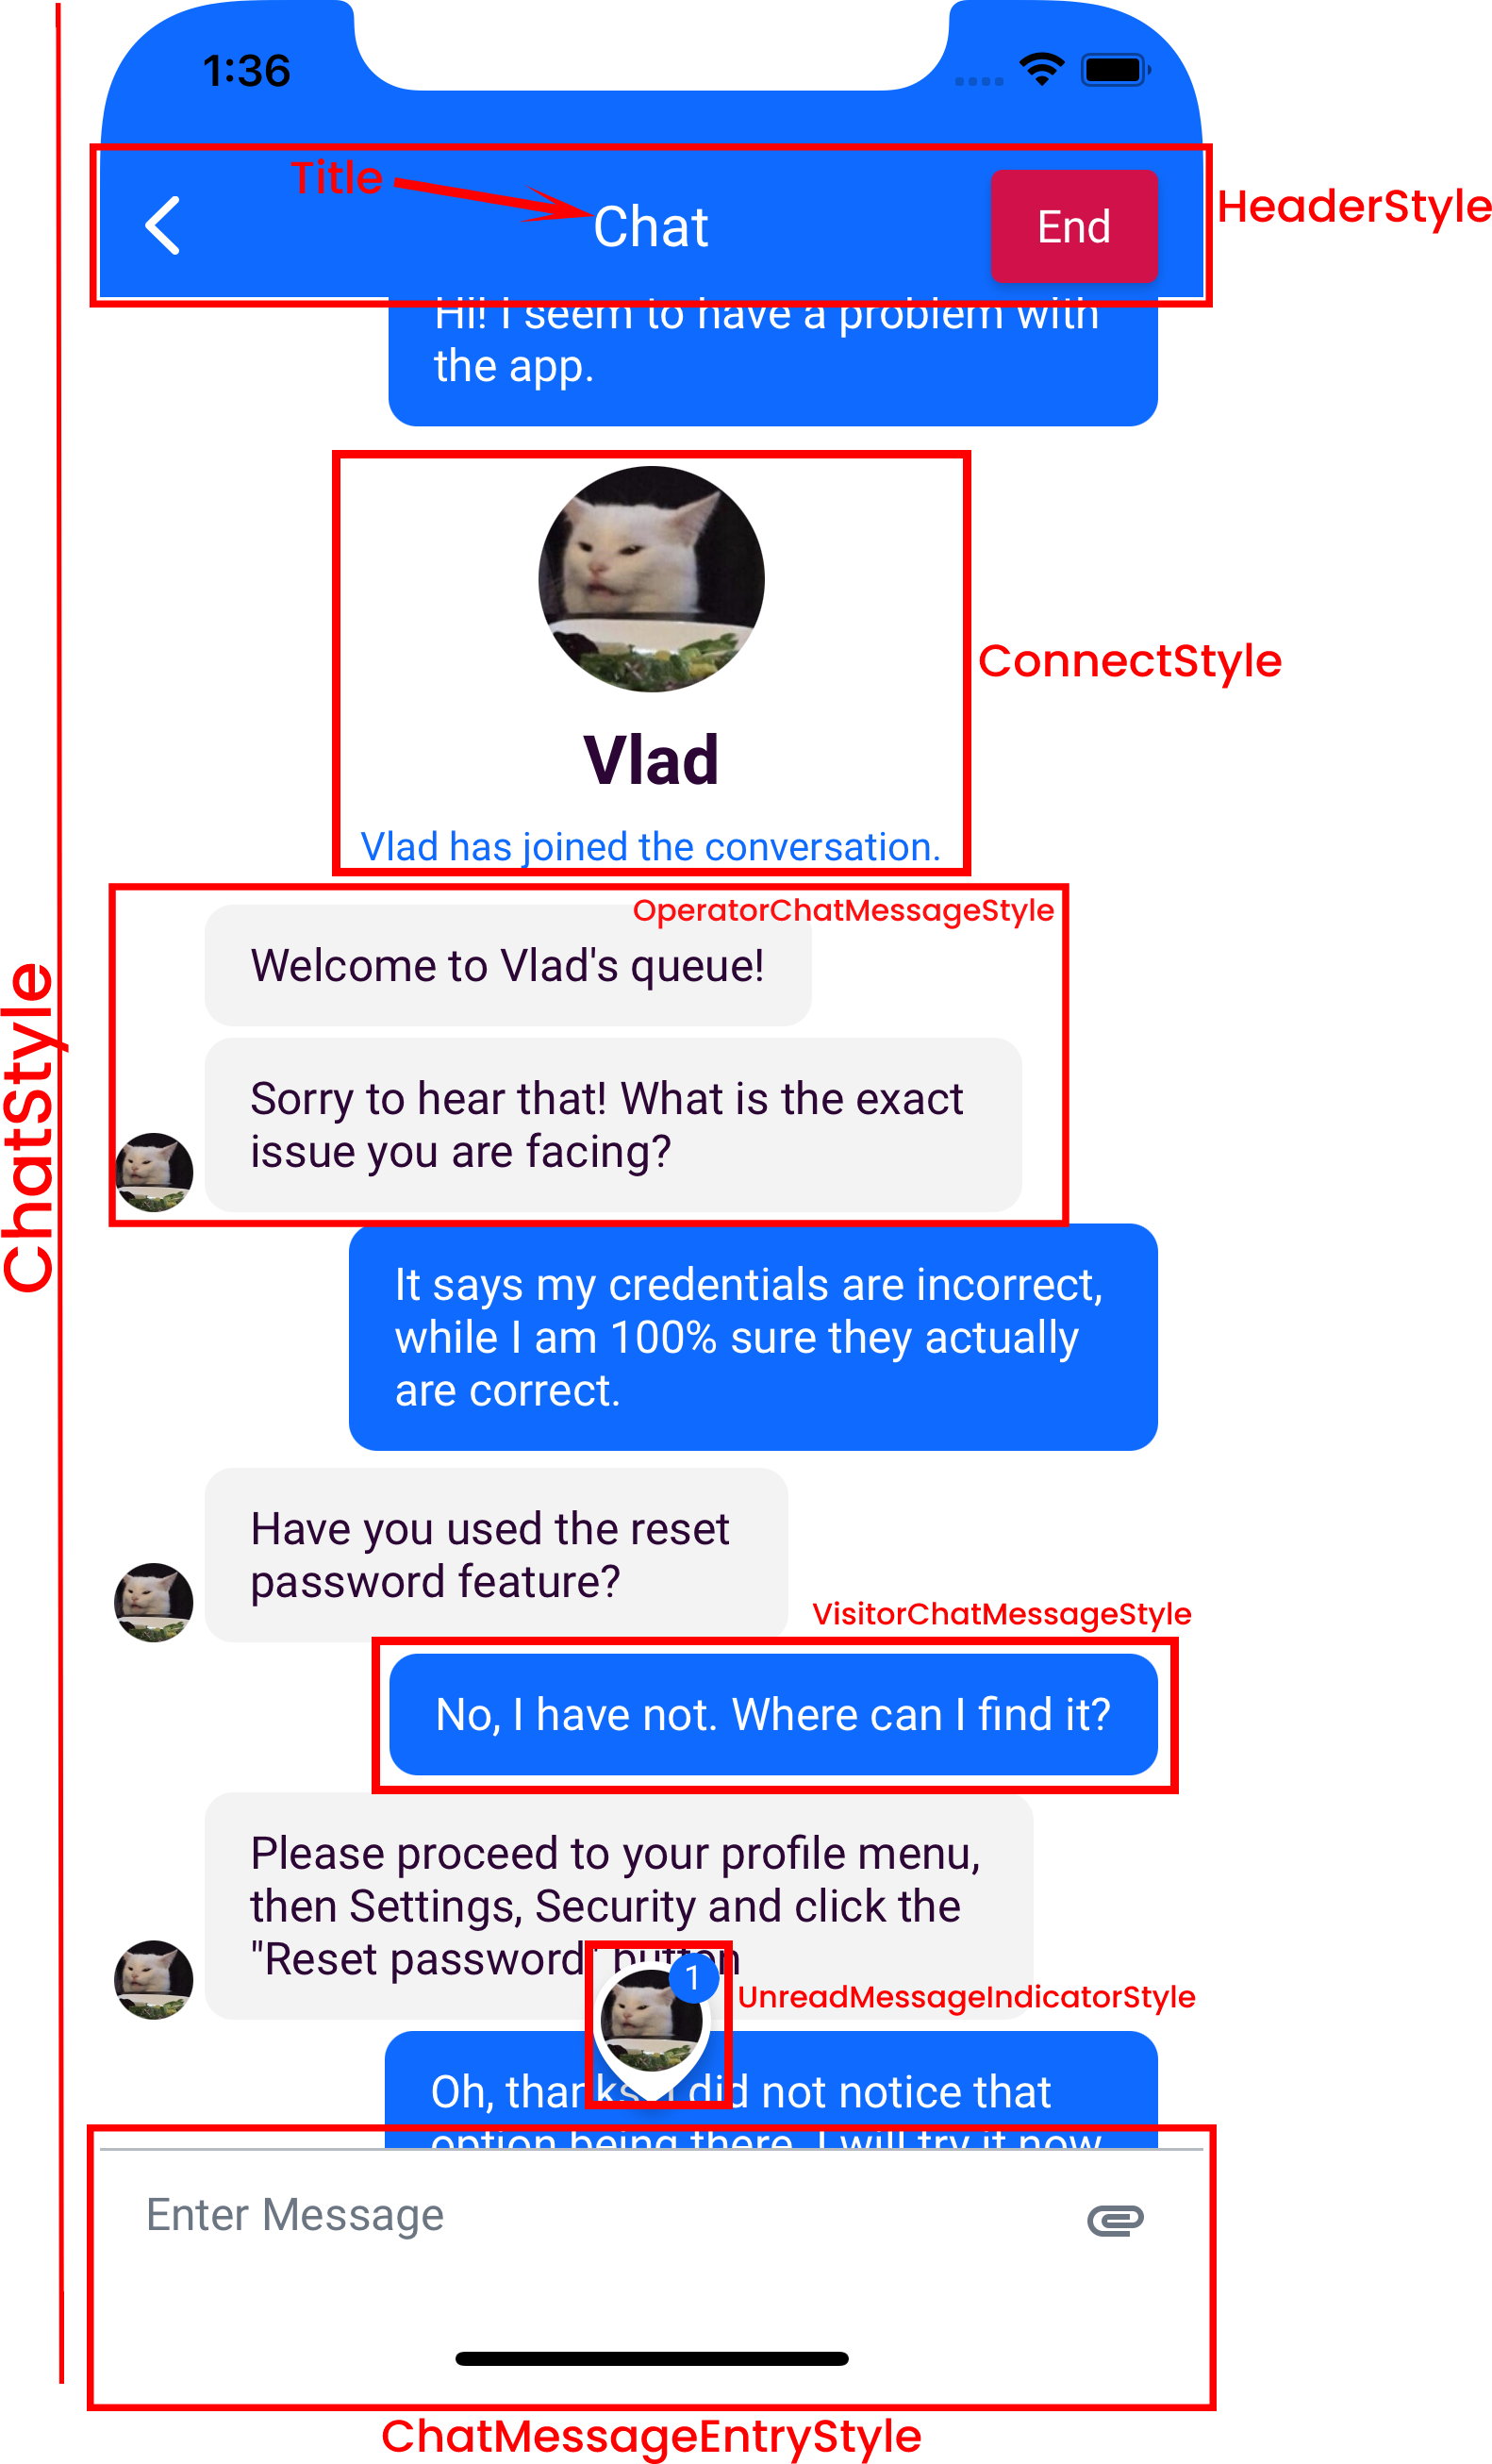 1:36
Title
Chat
End
HeaderStyle
Hi! I seem to have a problem with
the app.
ConnectStyle
Vlad
Vlad has joined the conversation.
OperatorChatMessageStyle
Welcome to Vlad's queue!
Sorry to hear that! What is the exact
issue you are facing?
ChatStyle
It says my credentials are incorrect,
while I am 100% sure they actually
are correct.
Have you used the reset
password feature?
VisitorChatMessageStyle
No, I have not. Where can I find it?
Please proceed to your profile menu,
then Settings, Security and click the
"Reset password" button
1
UnreadMessageIndicatorStyle
Oh, thanks I did not notice that
option being there. I will try it now
Enter Message
ChatMessageEntryStyle